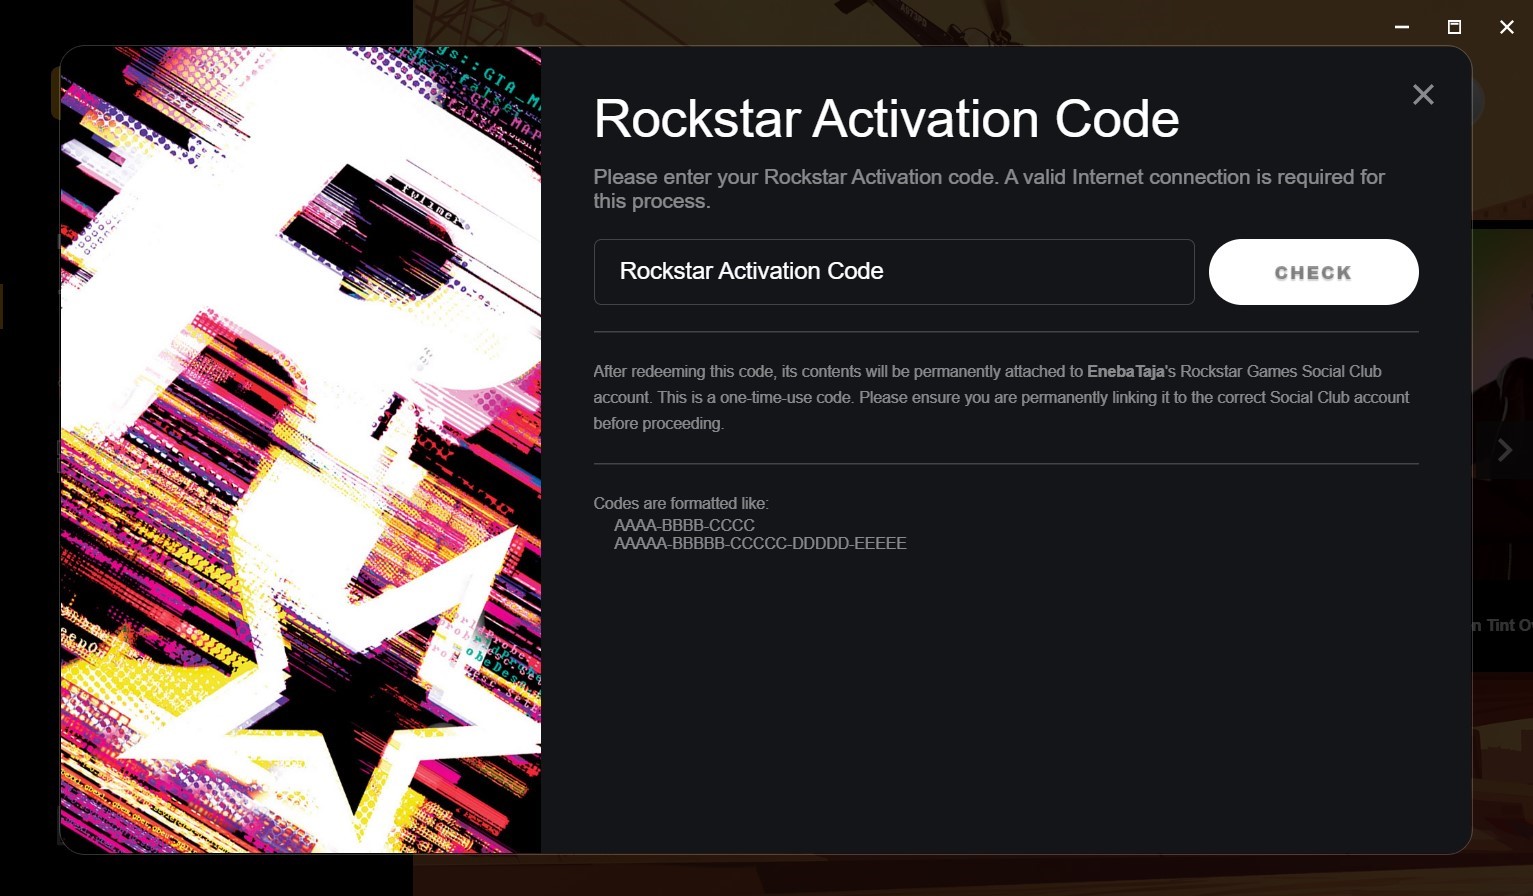 Rockstar Activation Code
Please enter your Rockstar Activation code. A valid Internet connection is required for
this process.
Rockstar Activation Code
CHECK
After redeeming this code, its contents will be permanently attached to EnebaTaja's Rockstar Games Social Club
account. This is a one-time-use code. Please ensure you are permanently linking it to the correct Social Club account
before proceeding.
Codes are formatted like:
AAAA-BBBB-CCCC
AAAAA-BBBBB-CCCCC-DDDDD-EEEEE
n Tint O